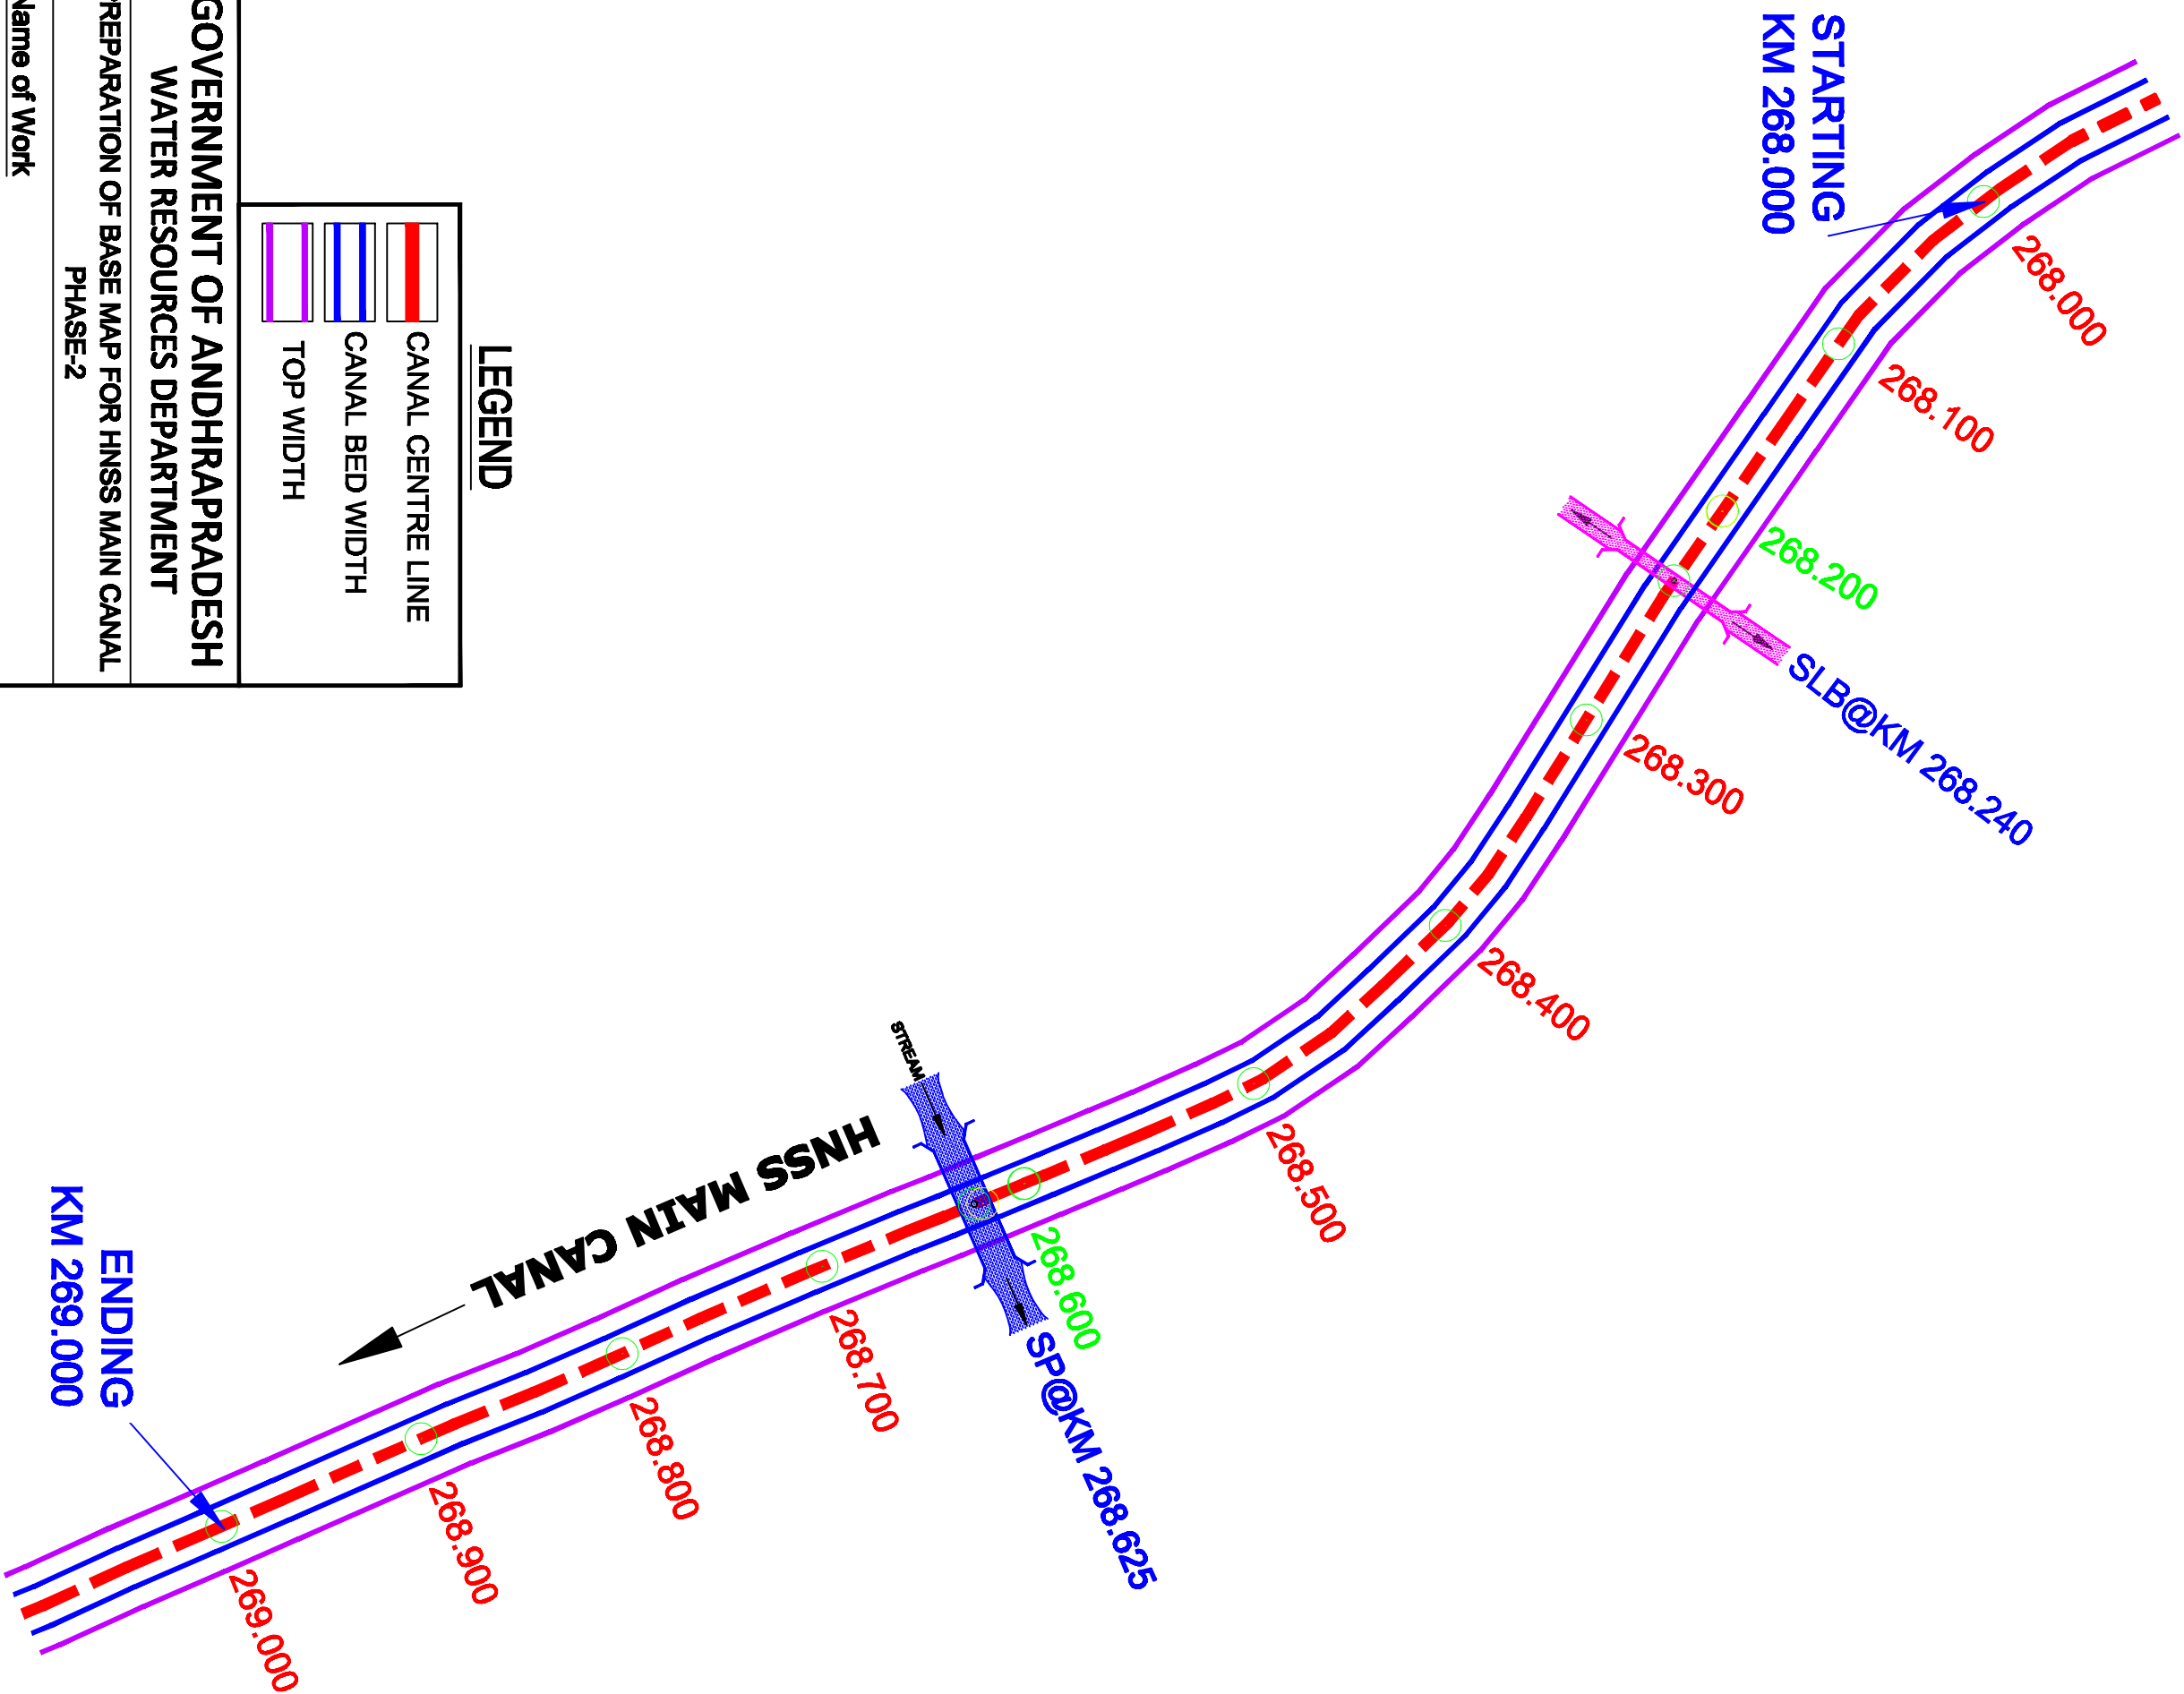 STARTING
KM 268.000
268.000
268.100
268.200
SLB@KM 268.240
268.300
268.400
268.500
268.600
SP@KM 268.625
STREAM
HNSS MAIN CANAL
268.700
268.800
268.900
269.000
ENDING
KM 269.000
LEGEND
CANAL CENTRE LINE
CANAL BED WIDTH
TOP WIDTH
GOVERNMENT OF ANDHRAPRADESH
WATER RESOURCES DEPARTMENT
REPARATION OF BASE MAP FOR HNSS MAIN CANAL
PHASE-2
Name of Work